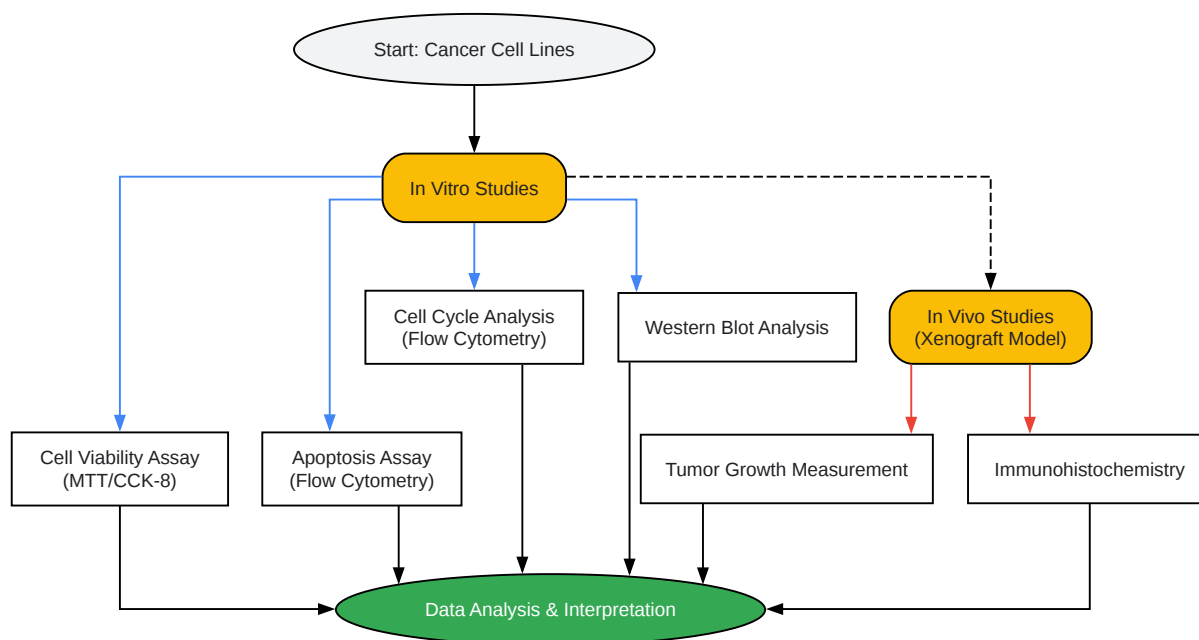 Start: Cancer Cell Lines
In Vitro Studies
Cell Cycle Analysis
(Flow Cytometry)
Western Blot Analysis
In Vivo Studies
(Xenograft Model)
Cell Viability Assay
(MTT/CCK-8)
Apoptosis Assay
(Flow Cytometry)
Tumor Growth Measurement
Immunohistochemistry
Data Analysis & Interpretation